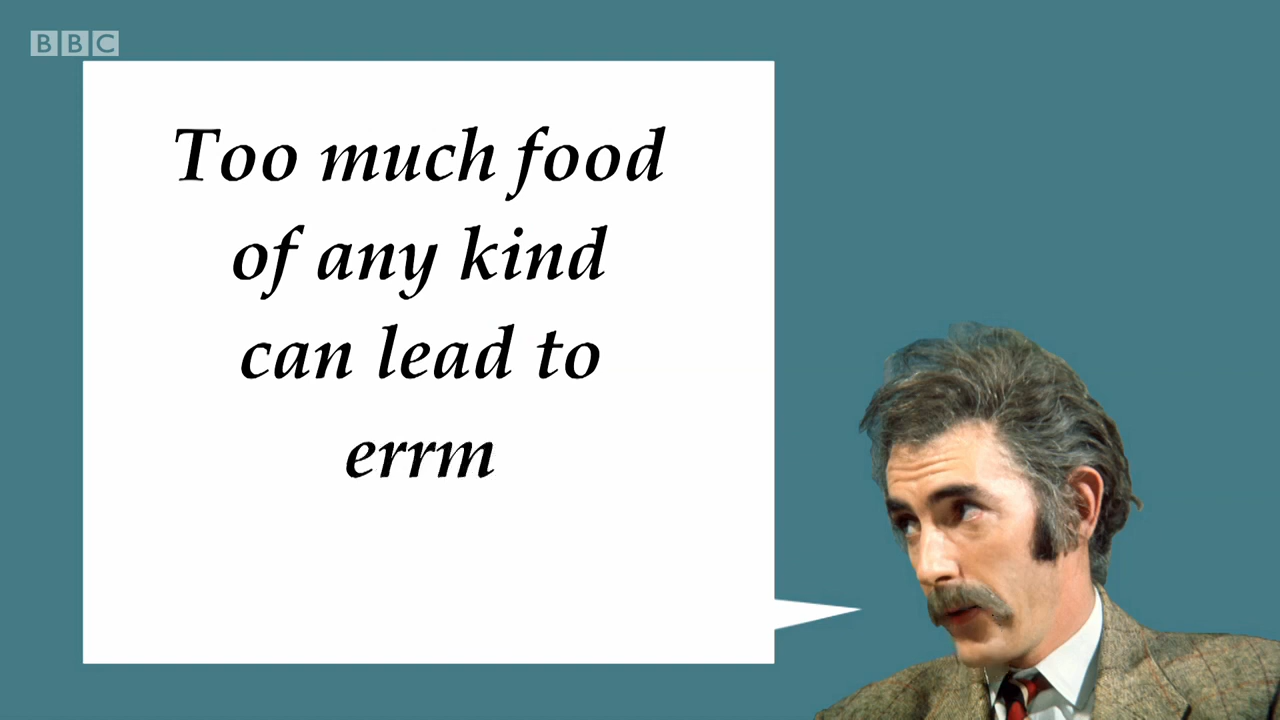 BBC
Too much food
of any kind
can lead to
errm